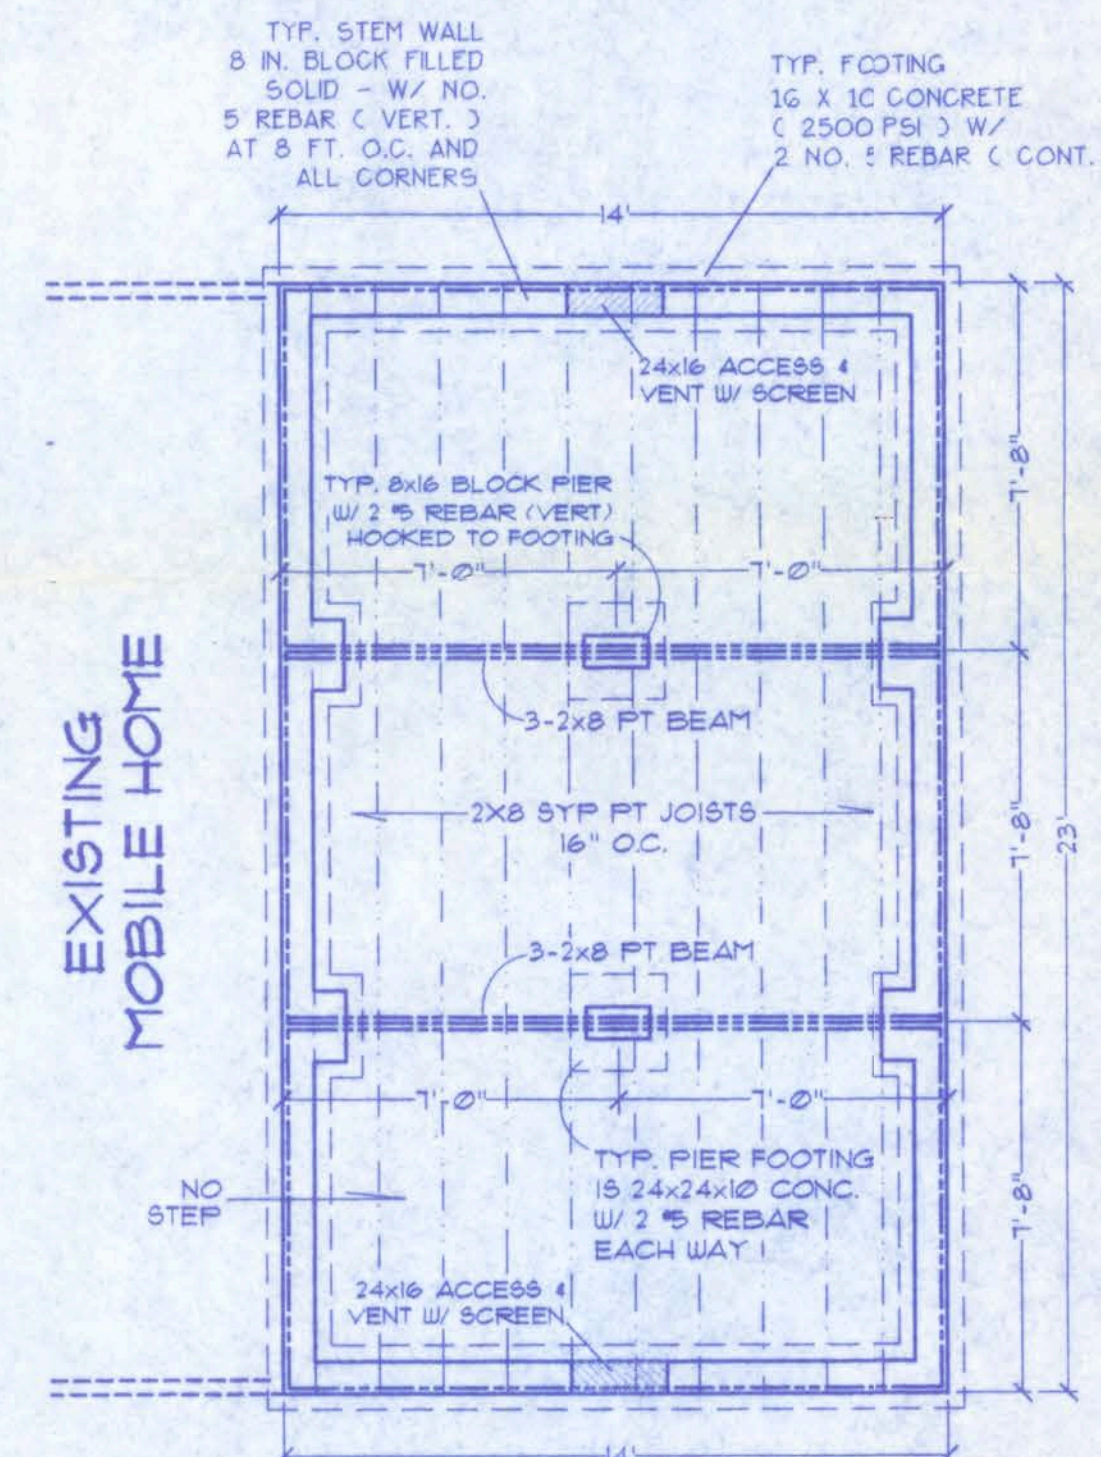 TYP. STEM WALL
8 IN. BLOCK FILLED
SOLID - W/ NO.
5 REBAR ( VERT. )
AT 8 FT. O.C. AND
ALL CORNERS
TYP. FOOTING
16 X 10 CONCRETE
( 2500 PSI ) W/
2 NO. 5 REBAR ( CONT.
14'
24x16 ACCESS &
VENT W/ SCREEN
7'-8"
TYP. 8x16 BLOCK PIER
W/ 2 #5 REBAR (VERT)
HOOKED TO FOOTING
7'-0"
7'-0"
EXISTING
MOBILE HOME
3-2x8 PT BEAM
2X8 SYP PT JOISTS
16" O.C.
7'-8"
23'
3-2x8 PT BEAM
7'-0"
7'-0"
NO
STEP
TYP. PIER FOOTING
IS 24x24x10 CONC.
W/ 2 #5 REBAR
EACH WAY
7'-8"
24x16 ACCESS &
VENT W/ SCREEN
14'